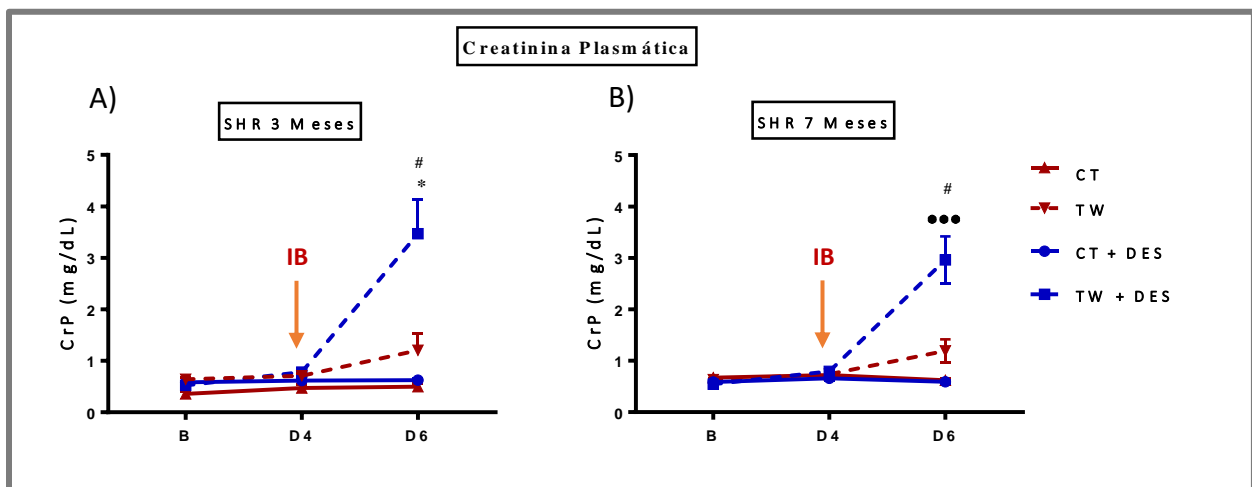 Creatinina Plasmática
A)
SHR 3 Meses
CrP (mg/dL)
5
4
3
2
1
0
IB
#
*
B
D4
D6
B)
SHR 7 Meses
CrP (mg/dL)
5
4
3
2
1
0
IB
#
●●●
B
D4
D6
CT
TW
CT + DES
TW + DES